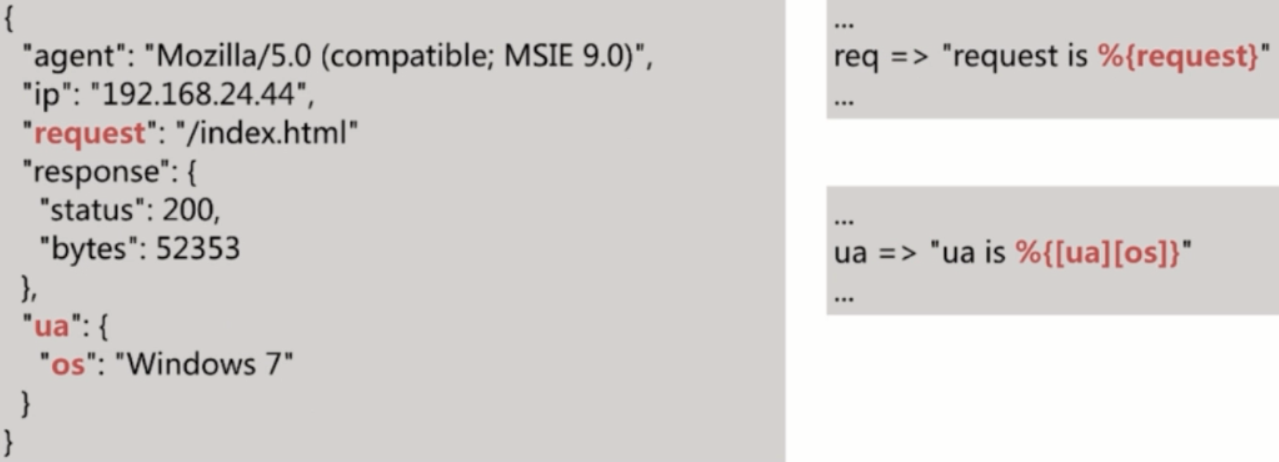 {
"agent": "Mozilla/5.0 (compatible; MSIE 9.0)",
"ip": "192.168.24.44",
"request": "/index.html"
"response": {
"status": 200,
"bytes": 52353
},
"ua": {
"os": "Windows 7"
}
}
...
req => "request is %{request}"
...
...
ua => "ua is %{[ua][os]}"
...